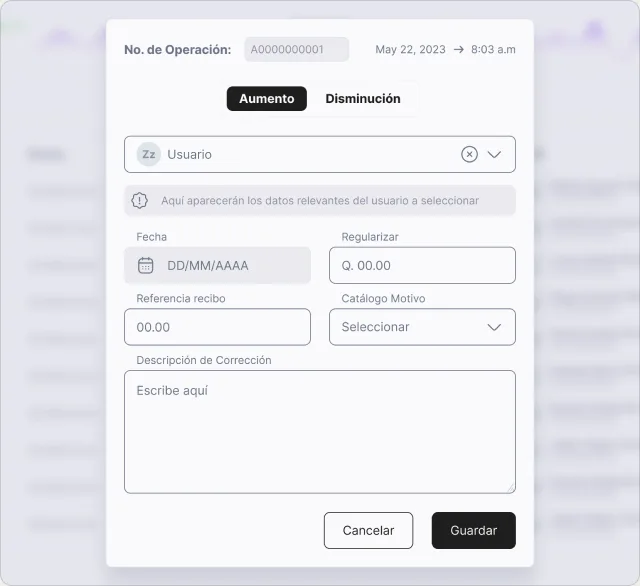 No. de Operación: A0000000001 May 22, 2023 → 8:03 a.m
Aumento Disminución
Zz Usuario
Aquí aparecerán los datos relevantes del usuario a seleccionar
Fecha Regularizar
DD/MM/AAAA Q. 00.00
Referencia recibo Catálogo Motivo
00.00 Seleccionar
Descripción de Corrección
Escribe aquí
Cancelar Guardar